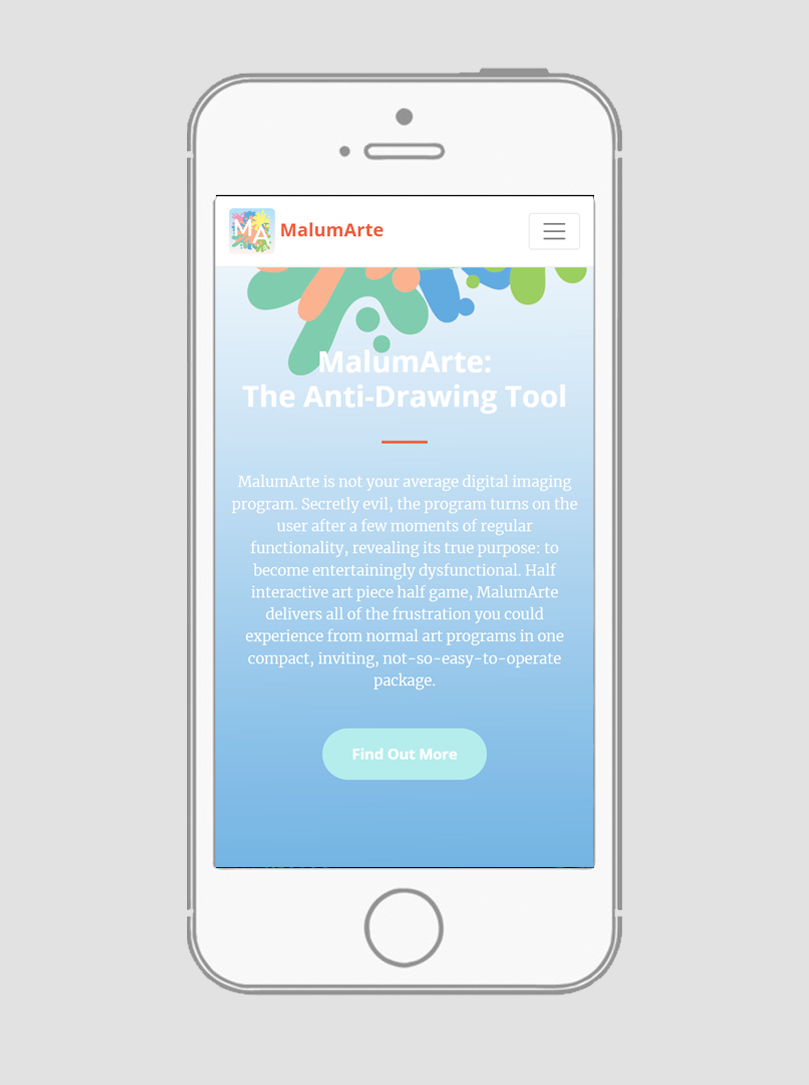 MA
MalumArte
MalumArte:
The Anti-Drawing Tool
MalumArte is not your average digital imaging
program. Secretly evil, the program turns on the
user after a few moments of regular
functionality, revealing its true purpose: to
become entertainingly dysfunctional. Half
interactive art piece half game, MalumArte
delivers all of the frustration you could
experience from normal art programs in one
compact, inviting, not-so-easy-to-operate
package.
Find Out More